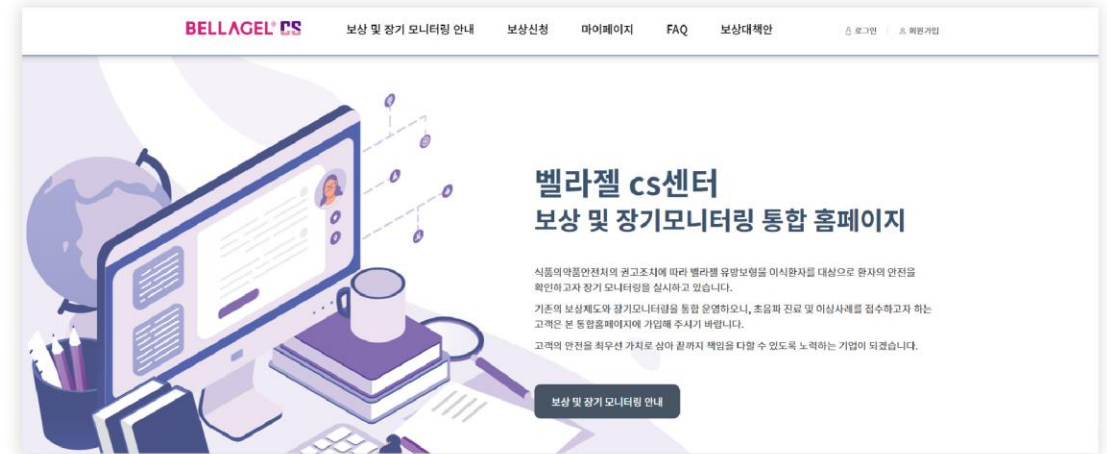 BELLAGEL® CS
보상 및 장기 모니터링 안내
보상신청
마이페이지
FAQ
보상대책안
로그인
회원가입
벨라젤 cs센터
보상 및 장기모니터링 통합 홈페이지
식품의약품안전처의 권고조치에 따라 벨라젤 유방보형물 이식환자를 대상으로 환자의 안전을
확인하고자 장기 모니터링을 실시하고 있습니다.
기존의 보상제도와 장기모니터링을 통합 운영하오니, 초음파 진료 및 이상사례를 접수하고자 하는
고객은 본 통합홈페이지에 가입해 주시기 바랍니다.
고객의 안전을 최우선 가치로 삼아 끝까지 책임을 다할 수 있도록 노력하는 기업이 되겠습니다.
보상 및 장기 모니터링 안내